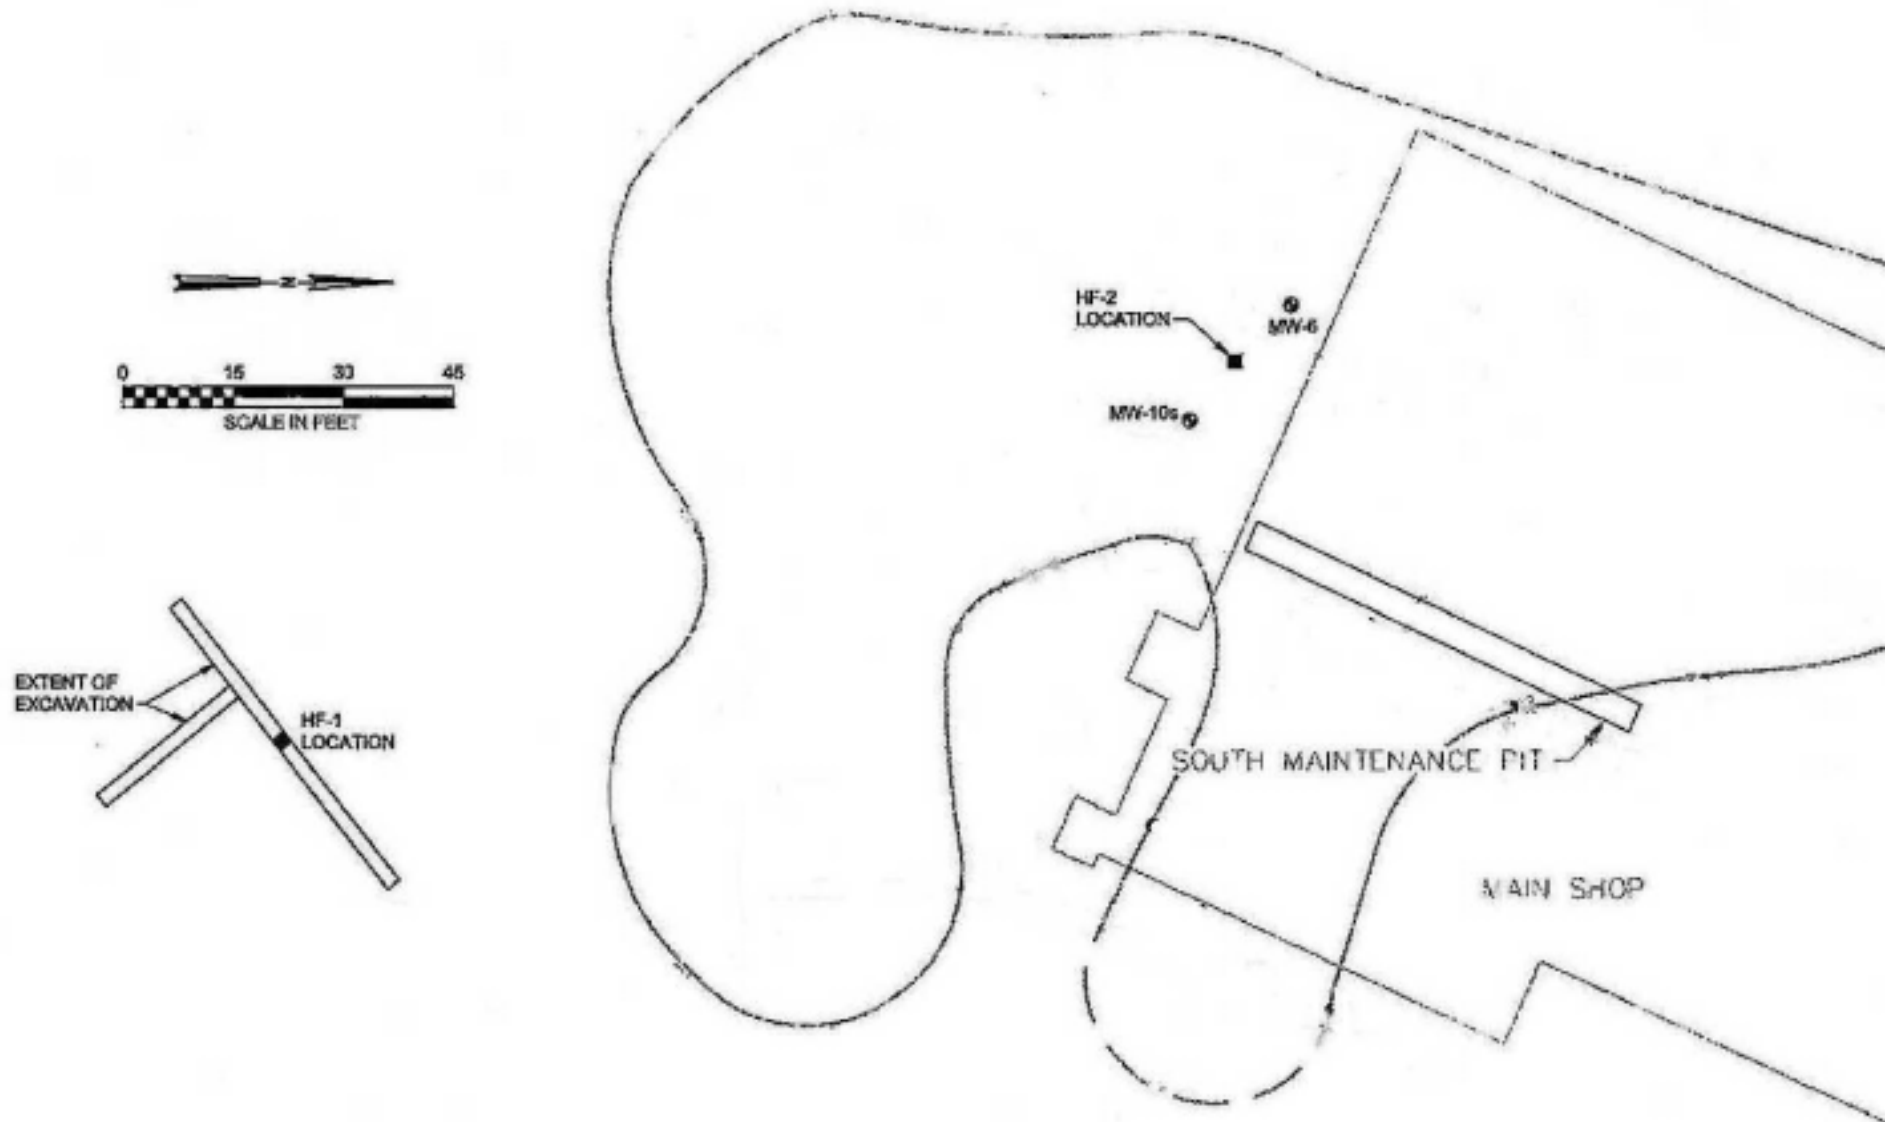 N
0 15 30 45
SCALE IN FEET
HF-2
LOCATION
MW-6
MW-10s
EXTENT OF
EXCAVATION
HF-1
LOCATION
SOUTH MAINTENANCE PIT
MAIN SHOP